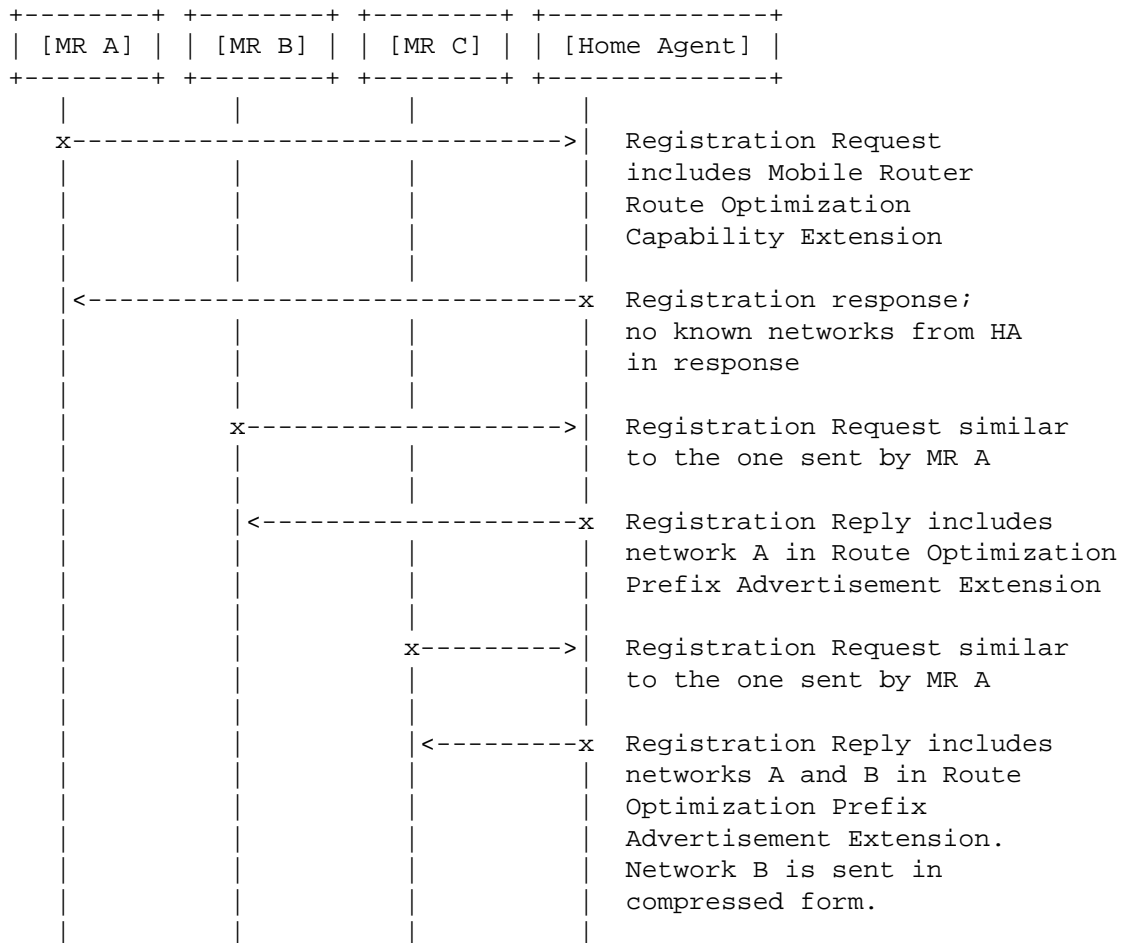 [MR A] [MR B] [MR C] [Home Agent]
Registration Request
includes Mobile Router
Route Optimization
Capability Extension
Registration response;
no known networks from HA
in response
Registration Request similar
to the one sent by MR A
Registration Reply includes
network A in Route Optimization
Prefix Advertisement Extension
Registration Request similar
to the one sent by MR A
Registration Reply includes
networks A and B in Route
Optimization Prefix
Advertisement Extension.
Network B is sent in
compressed form.